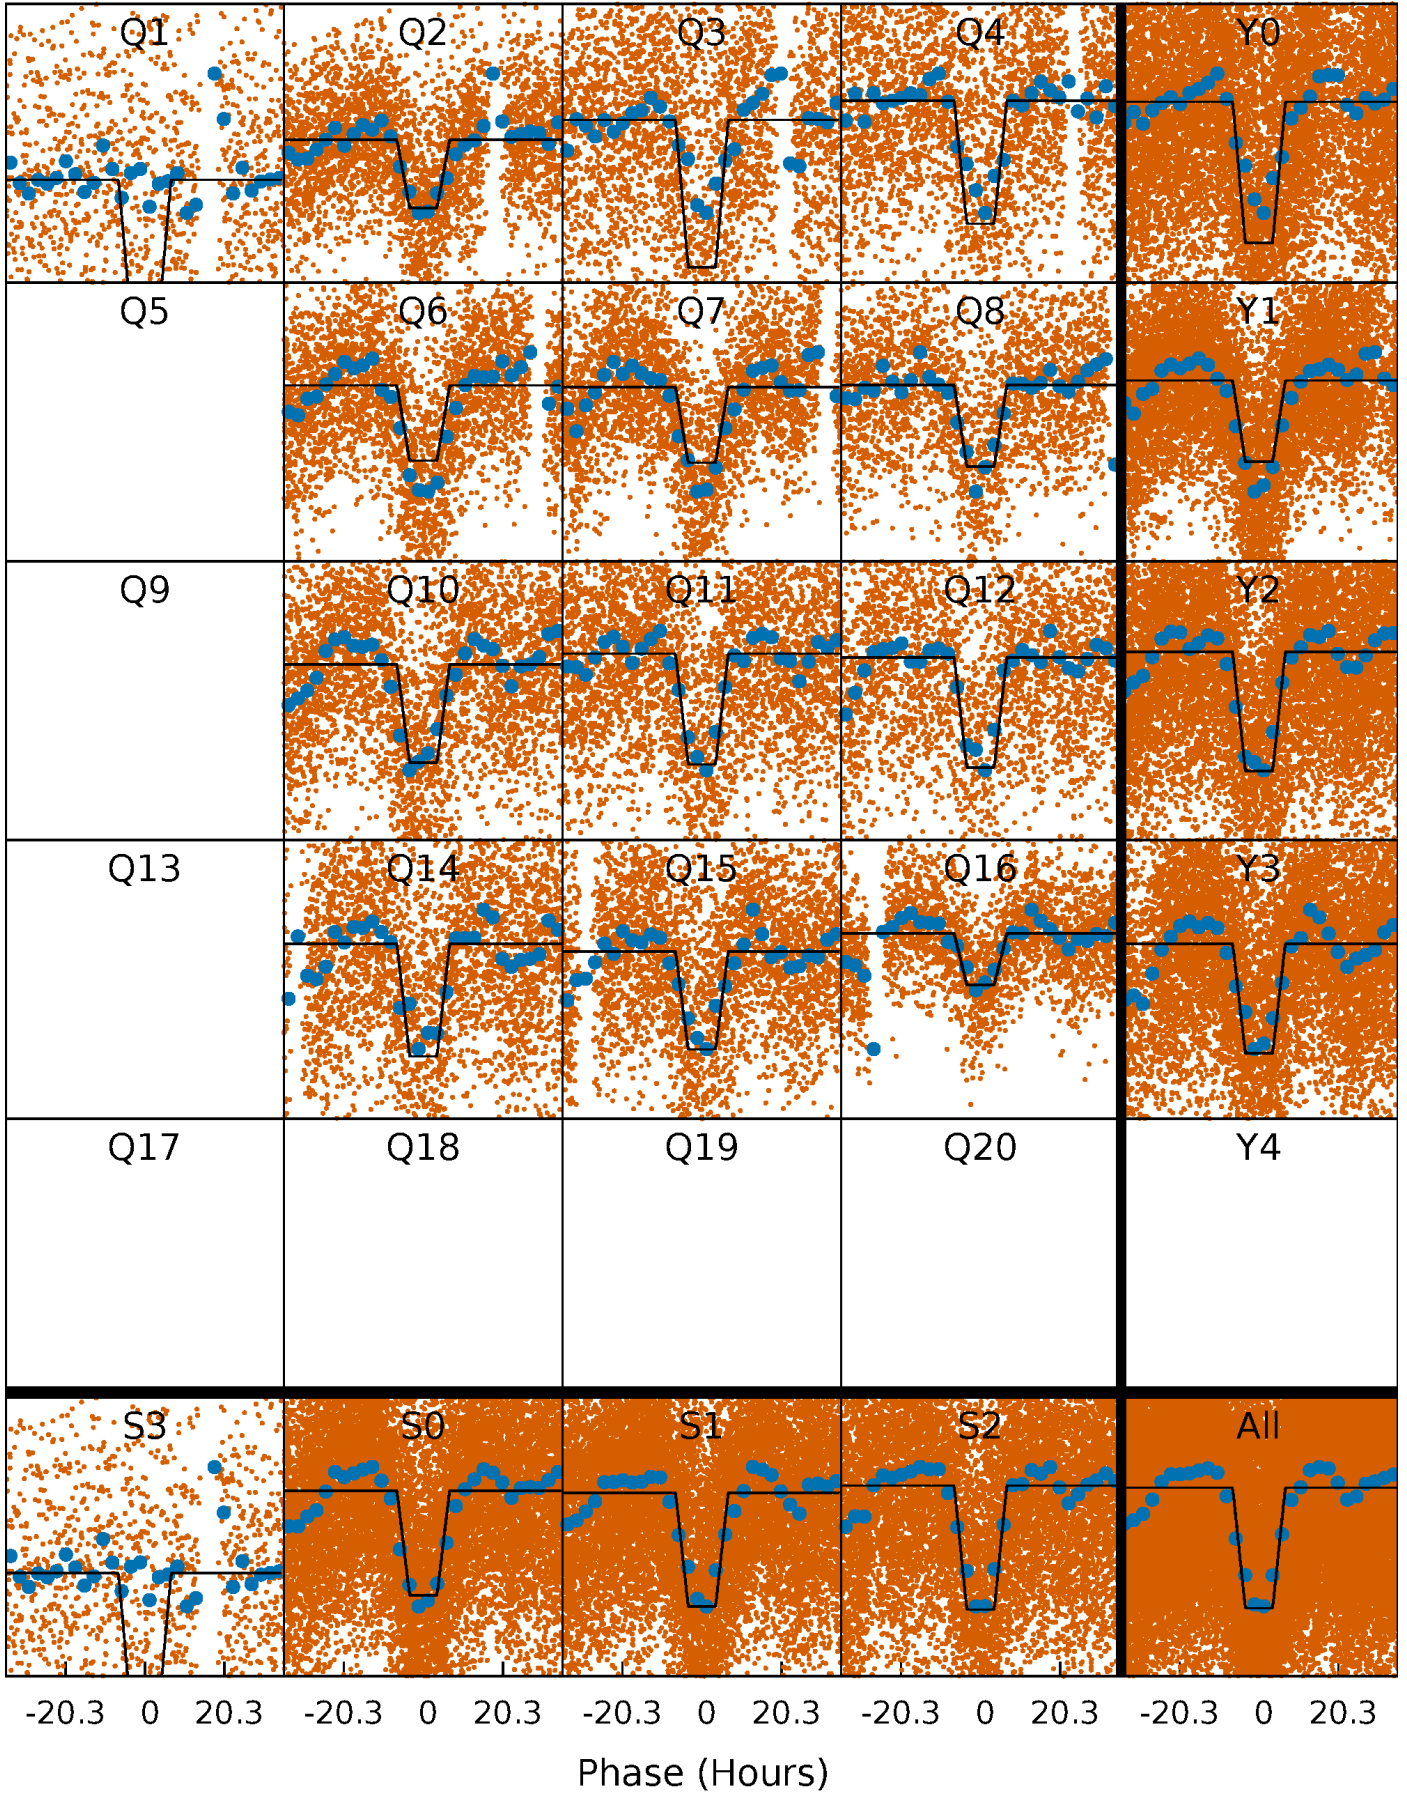 Q1 Q2 Q3 Q4 Y0
Q5 Q6 Q7 Q8 Y1
Q9 Q10 Q11 Q12 Y2
Q13 Q14 Q15 Q16 Y3
Q17 Q18 Q19 Q20 Y4
S3 S0 S1 S2 All
-20.3 0 20.3 -20.3 0 20.3 -20.3 0 20.3 -20.3 0 20.3 -20.3 0 20.3
Phase (Hours)